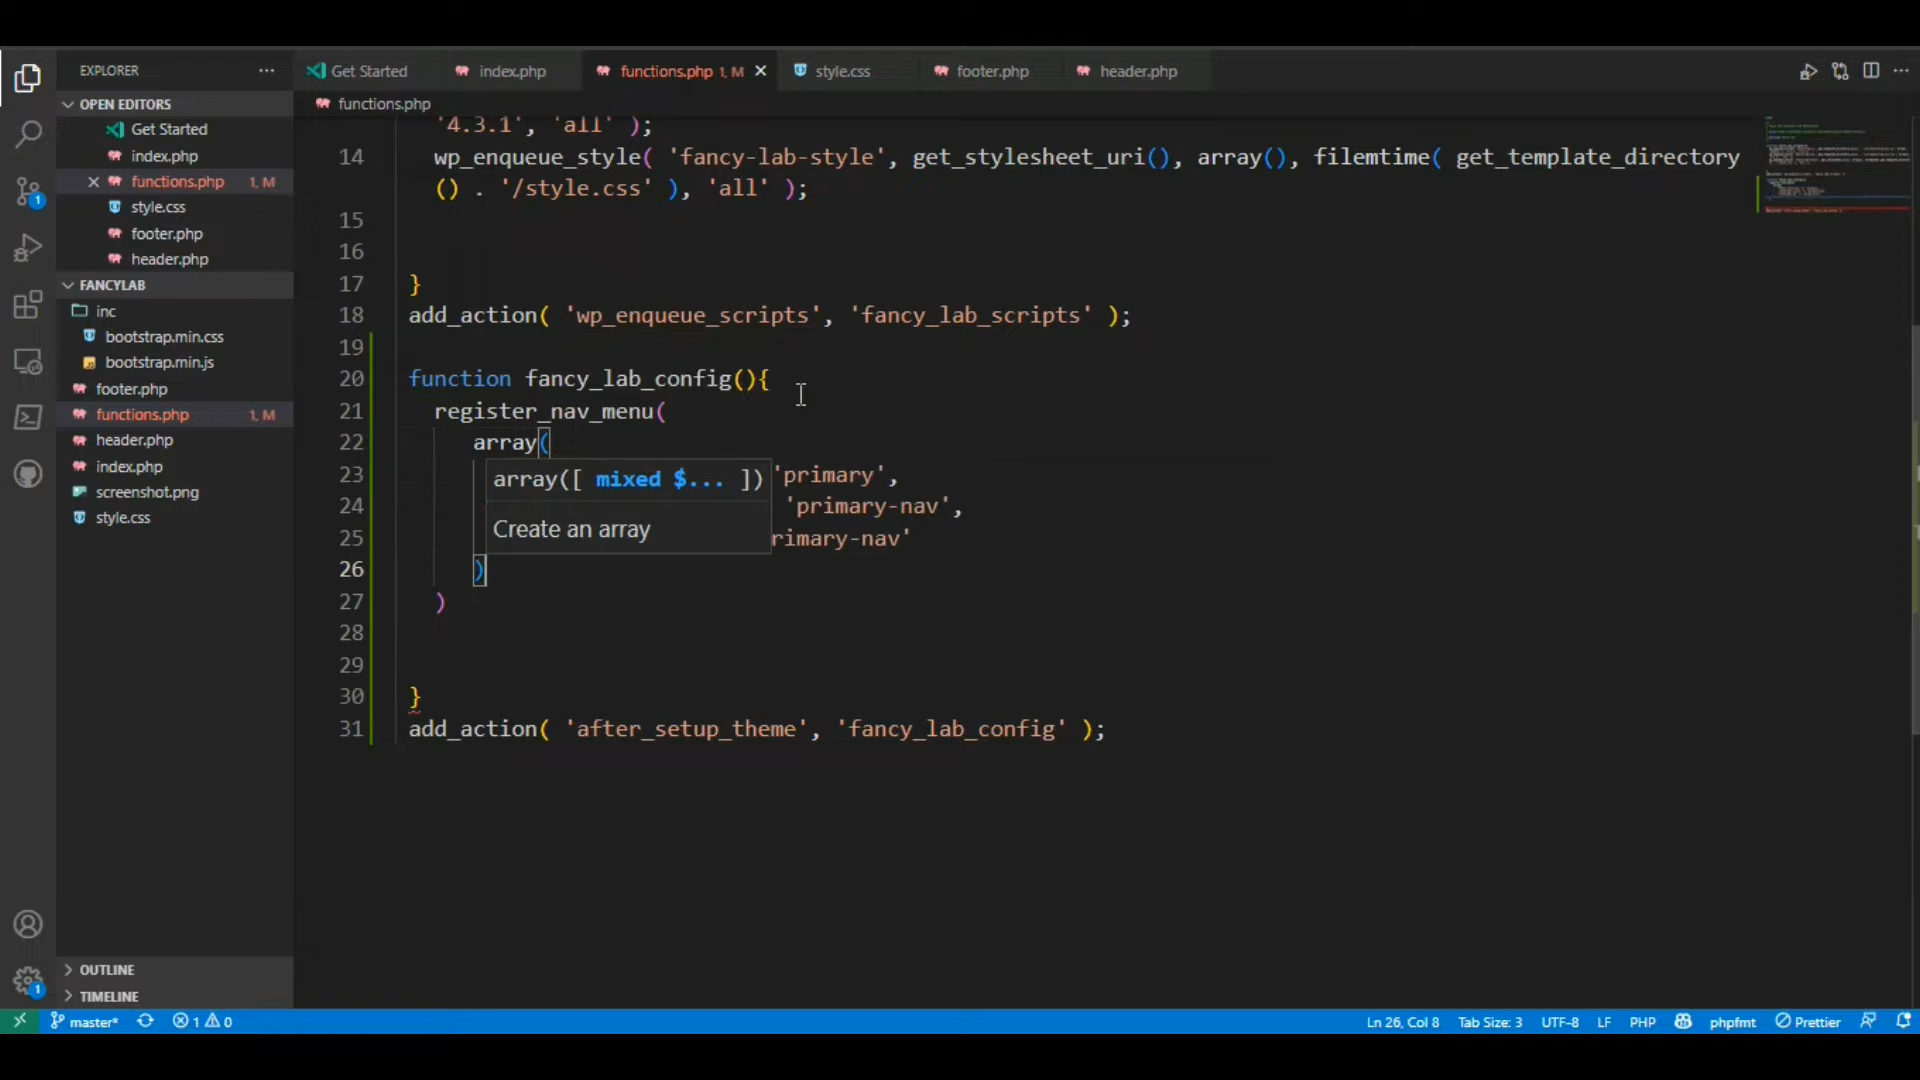 EXPLORER
Get Started
index.php
functions.php 1, M
style.css
footer.php
header.php
OPEN EDITORS
Get Started
index.php
functions.php 1, M
style.css
footer.php
header.php
FANCYLAB
inc
bootstrap.min.css
bootstrap.min.js
footer.php
functions.php 1, M
header.php
index.php
screenshot.png
style.css
OUTLINE
TIMELINE
functions.php
'4.3.1', 'all' );
14 wp_enqueue_style( 'fancy-lab-style', get_stylesheet_uri(), array(), filemtime( get_template_directory
() . '/style.css' ), 'all' );
15
16
17 }
18 add_action( 'wp_enqueue_scripts', 'fancy_lab_scripts' );
19
20 function fancy_lab_config(){
21 register_nav_menu(
22 array(
23 'primary',
24 'primary-nav',
25 rimary-nav'
26 )
27 )
28
29
30 }
31 add_action( 'after_setup_theme', 'fancy_lab_config' );
array([ mixed $... ])
Create an array
1
1
master*
1 0
Ln 26, Col 8
Tab Size: 3
UTF-8
LF
PHP
phpfmt
Prettier